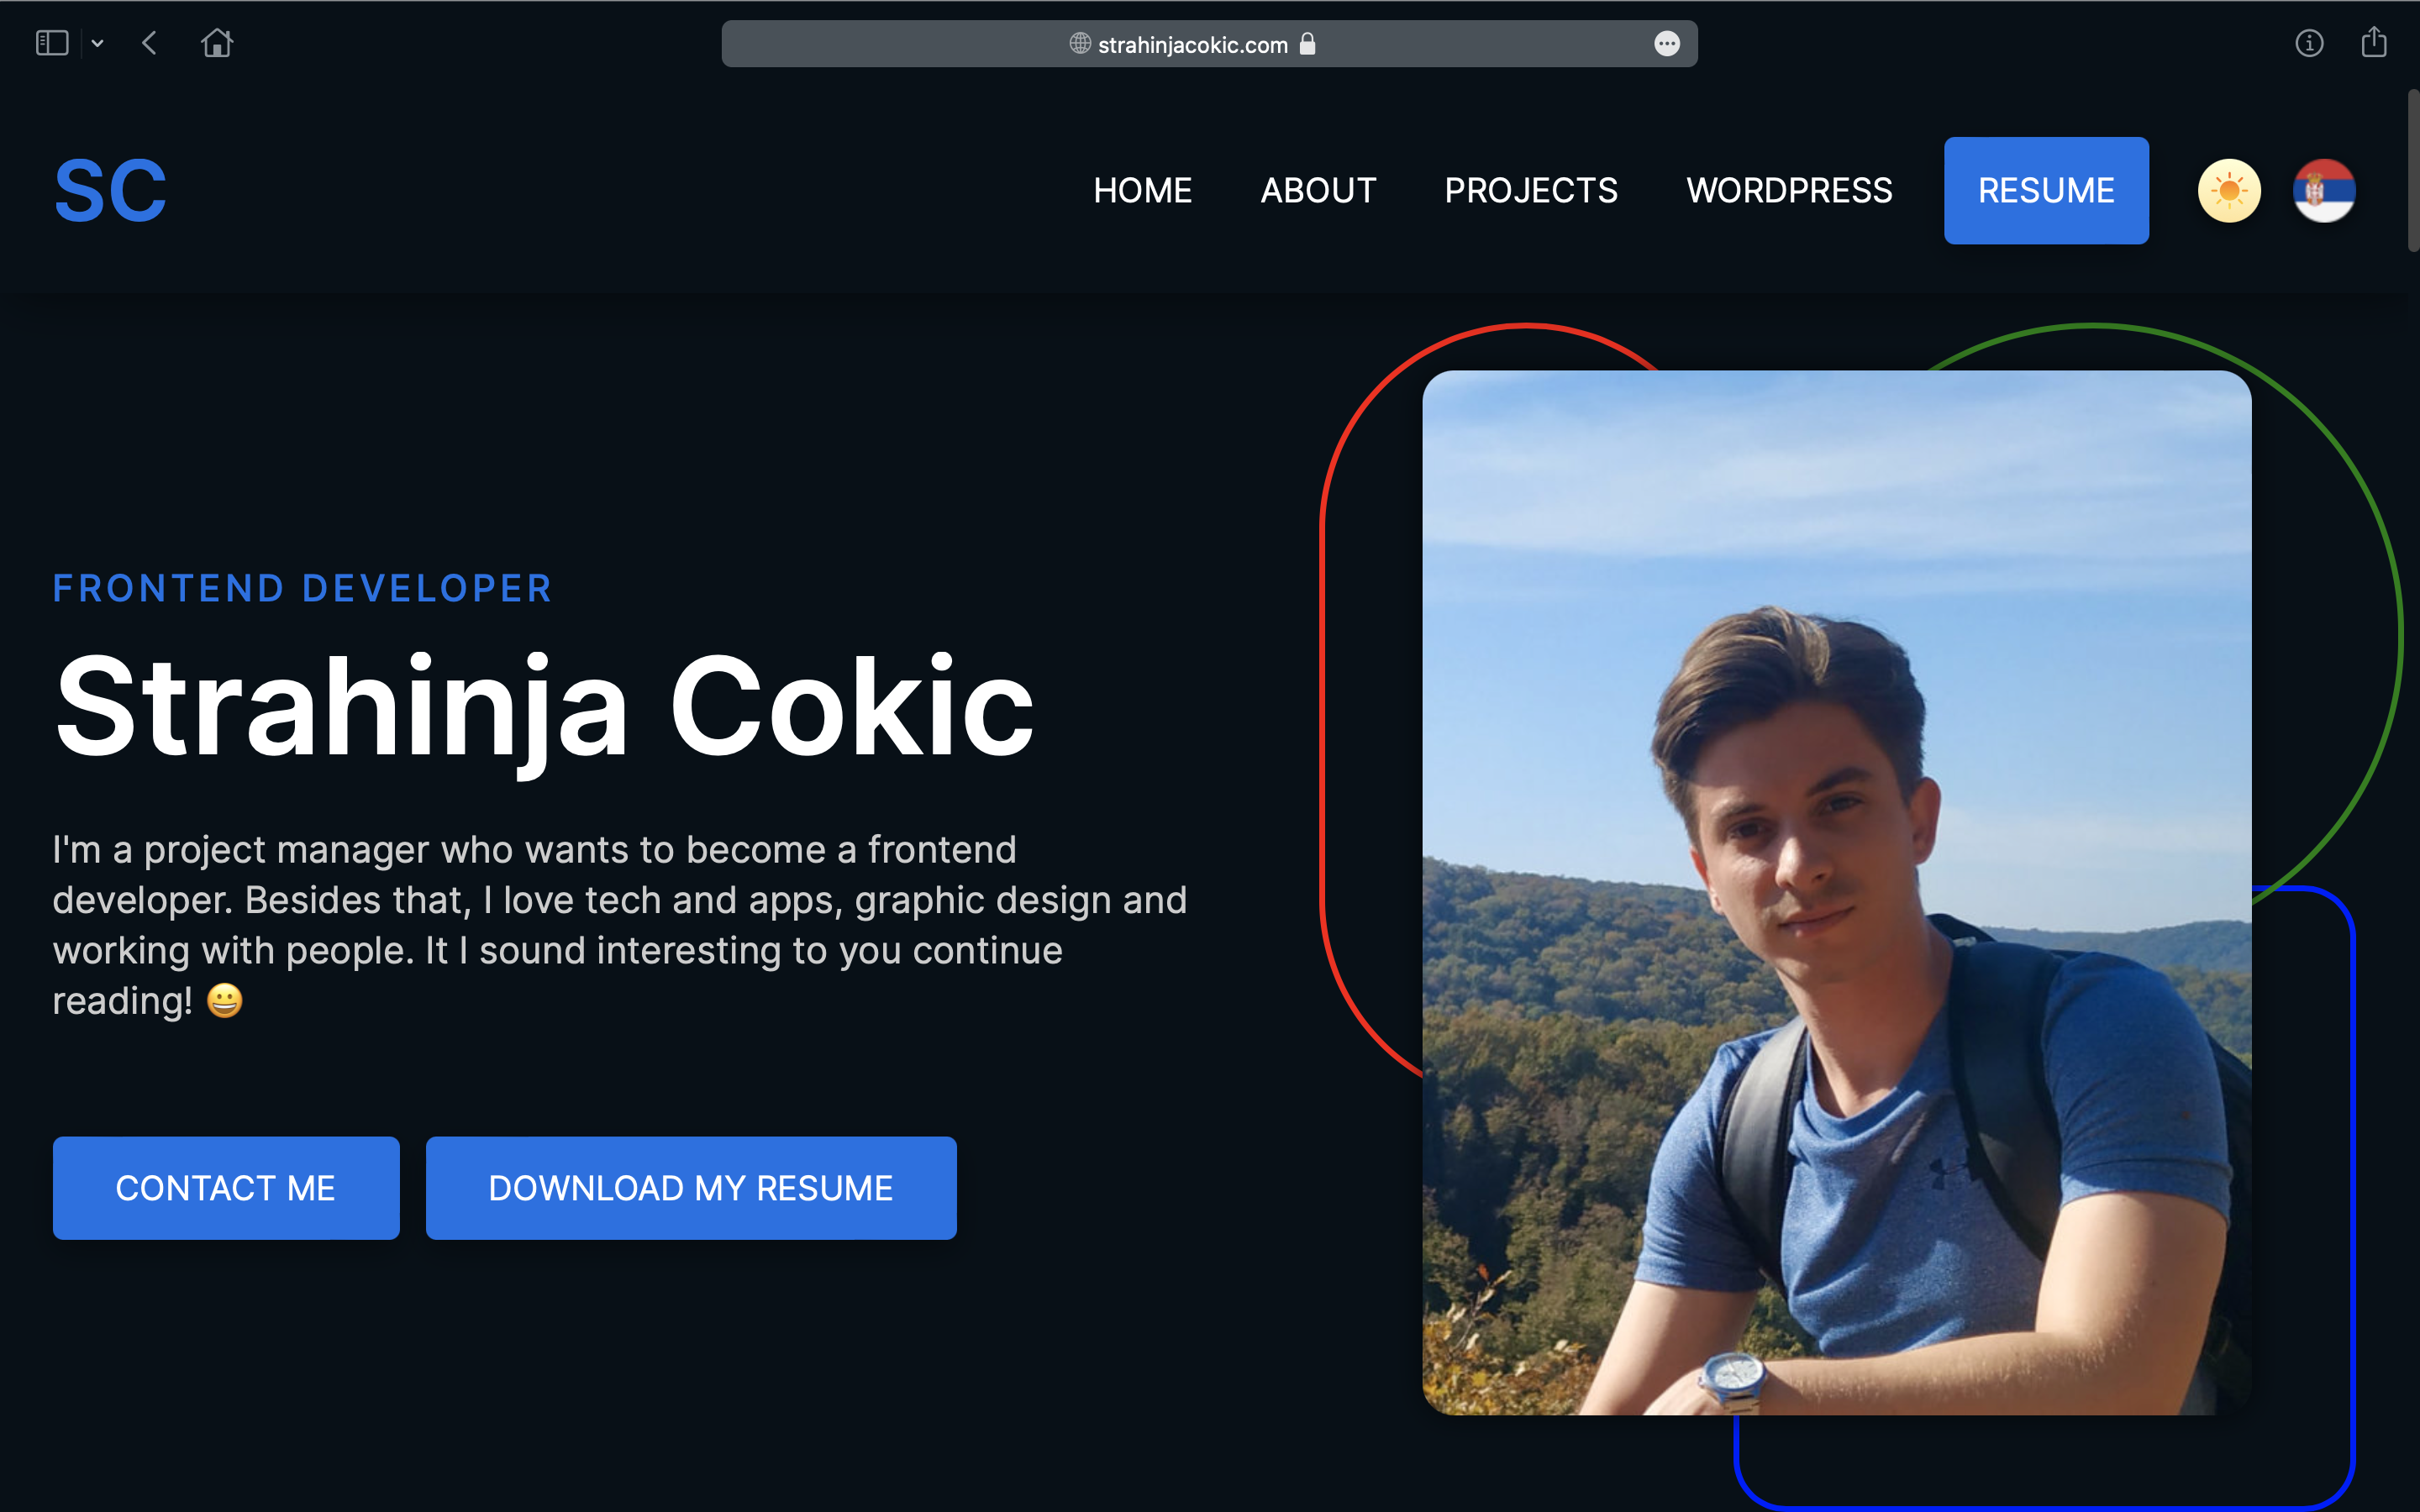 strahinjacokic.com
SC
HOME ABOUT PROJECTS WORDPRESS RESUME
FRONTEND DEVELOPER
Strahinja Cokic
I'm a project manager who wants to become a frontend
developer. Besides that, I love tech and apps, graphic design and
working with people. It I sound interesting to you continue
reading! 😀
CONTACT ME DOWNLOAD MY RESUME